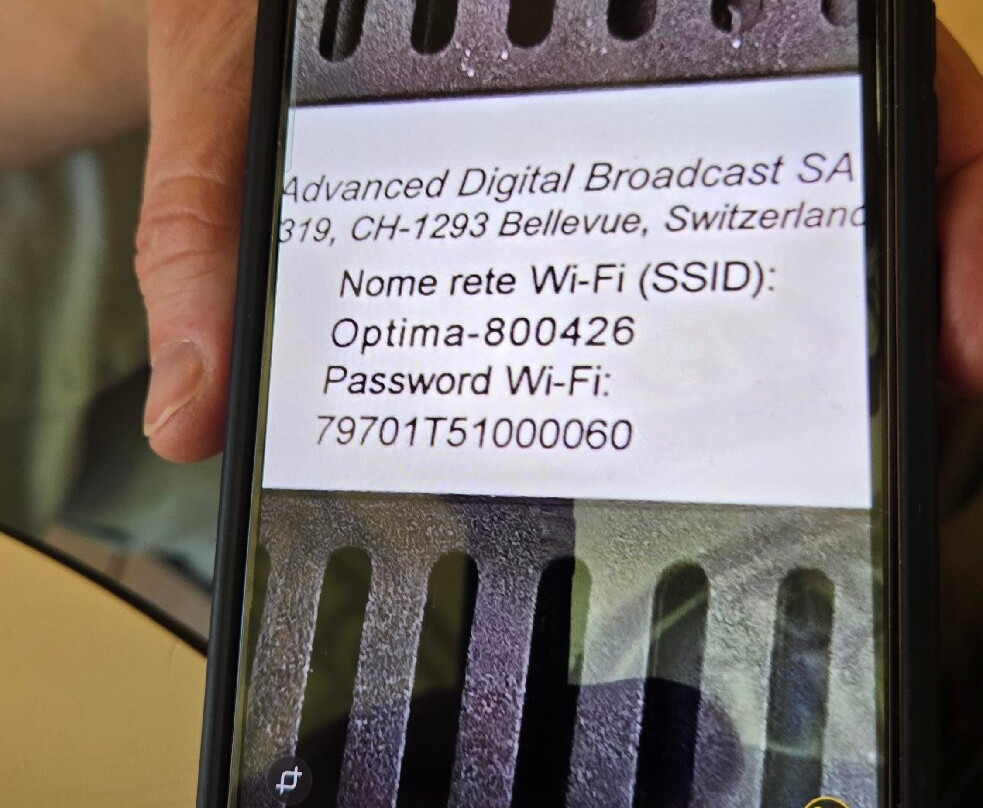 Advanced Digital Broadcast SA
319, CH-1293 Bellevue, Switzerland
Nome rete Wi-Fi (SSID):
Optima-800426
Password Wi-Fi:
79701T51000060